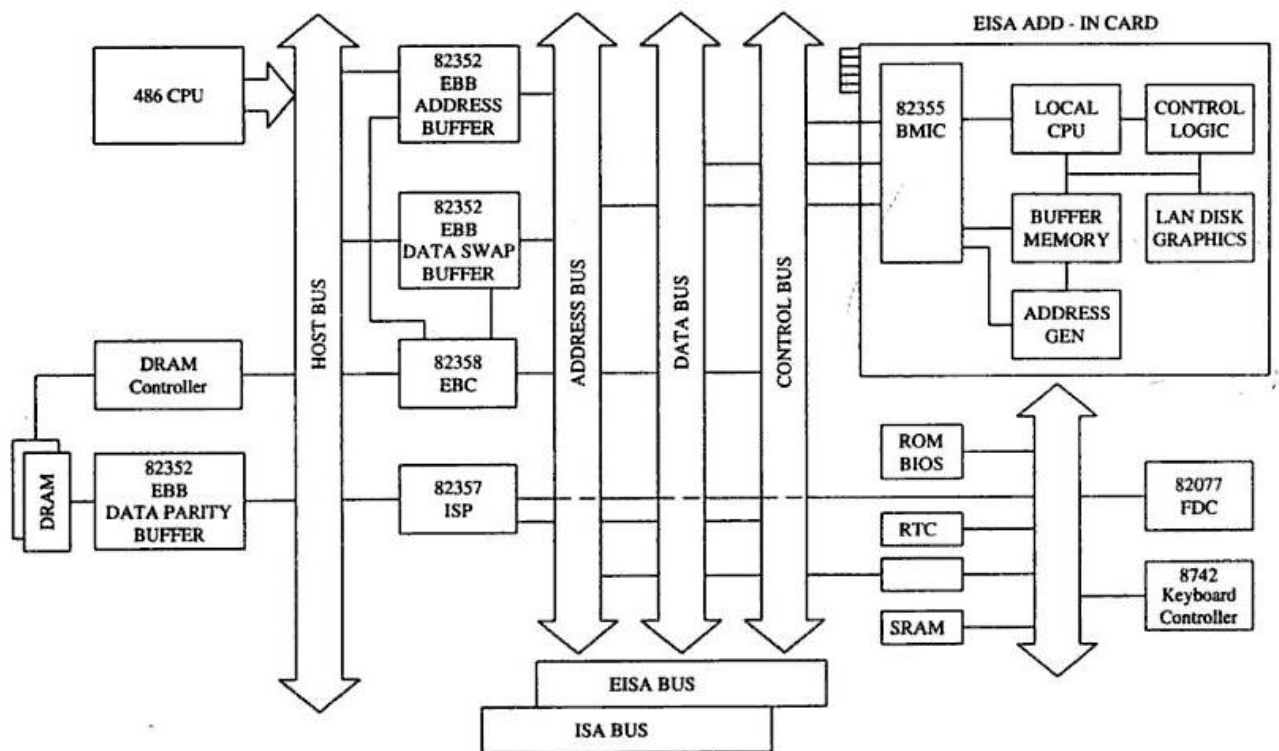 EISA ADD - IN CARD
486 CPU
82352
EBB
ADDRESS
BUFFER
82355
BMIC
LOCAL
CPU
CONTROL
LOGIC
82352
EBB
DATA SWAP
BUFFER
BUFFER
MEMORY
LAN DISK
GRAPHICS
ADDRESS
GEN
HOST BUS
ADDRESS BUS
DATA BUS
CONTROL BUS
DRAM
Controller
82358
EBC
DRAM
82352
EBB
DATA PARITY
BUFFER
82357
ISP
ROM
BIOS
82077
FDC
RTC
8742
Keyboard
Controller
SRAM
EISA BUS
ISA BUS